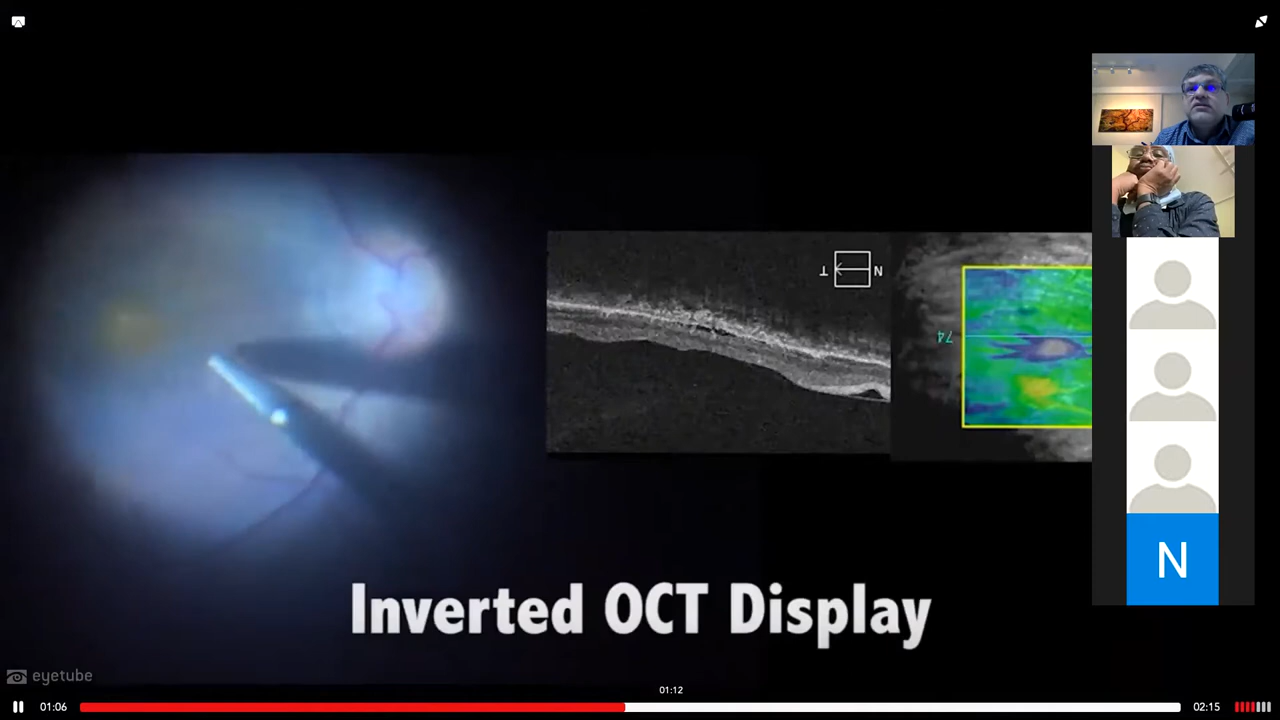 ⊥ N
74
N
Inverted OCT Display
eyetube
01:12
01:06 02:15